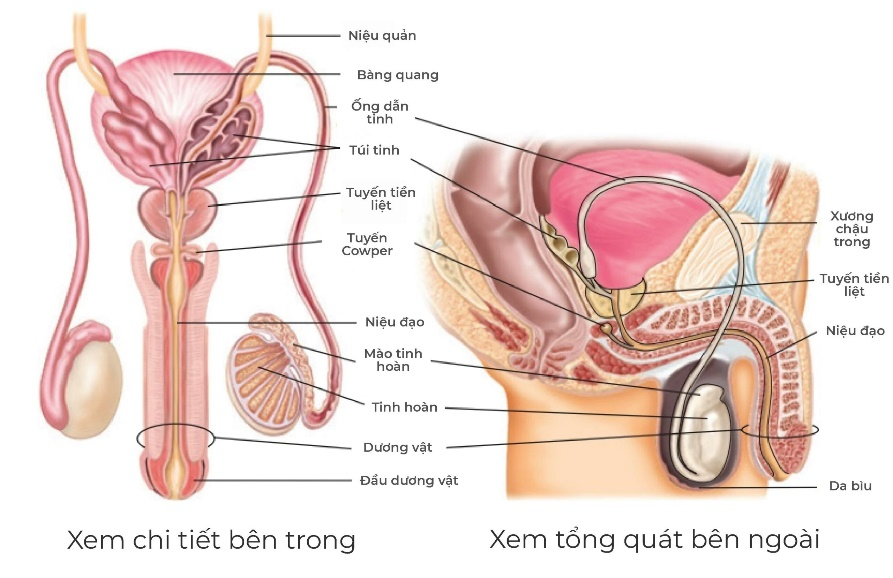 Niệu quản
Bàng quang
Ống dẫn
tinh
Túi tinh
Tuyến tiền
liệt
Tuyến
Cowper
Niệu đạo
Mào tinh
hoàn
Tinh hoàn
Dương vật
Đầu dương vật
Xương
chậu
trong
Tuyến tiền
liệt
Niệu đạo
Da bìu
Xem chi tiết bên trong
Xem tổng quát bên ngoài